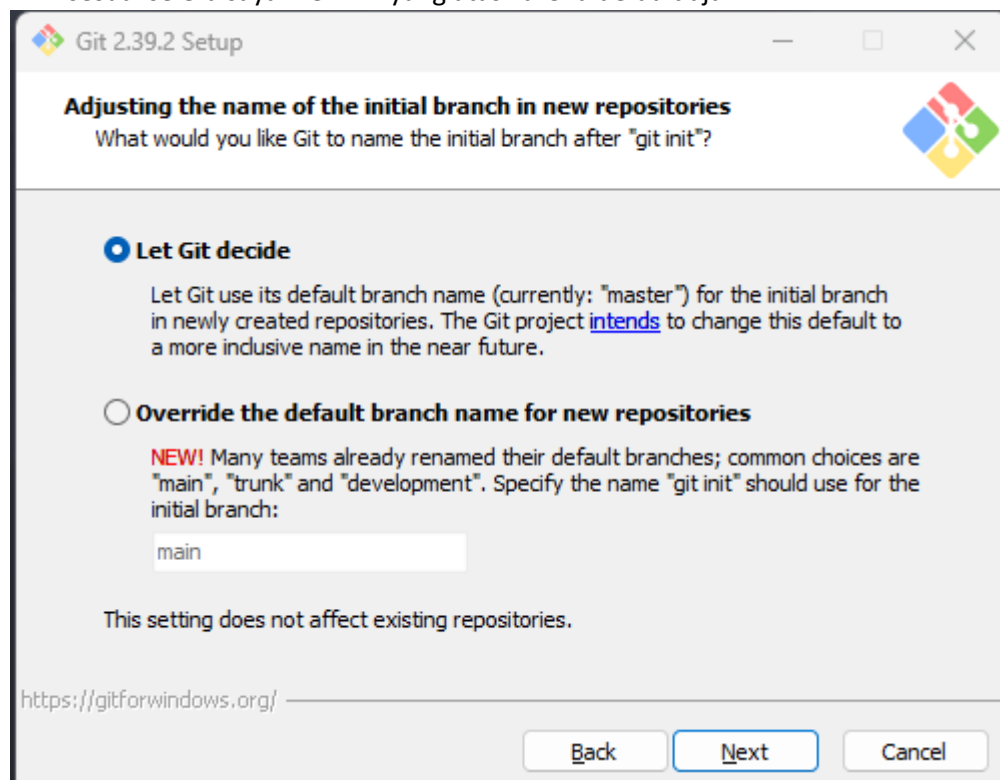 Git 2.39.2 Setup
Adjusting the name of the initial branch in new repositories
What would you like Git to name the initial branch after "git init"?
Let Git decide
Let Git use its default branch name (currently: "master") for the initial branch
in newly created repositories. The Git project intends to change this default to
a more inclusive name in the near future.
Override the default branch name for new repositories
NEW! Many teams already renamed their default branches; common choices are
"main", "trunk" and "development". Specify the name "git init" should use for the
initial branch:
main
This setting does not affect existing repositories.
https://gitforwindows.org/
Back Next Cancel